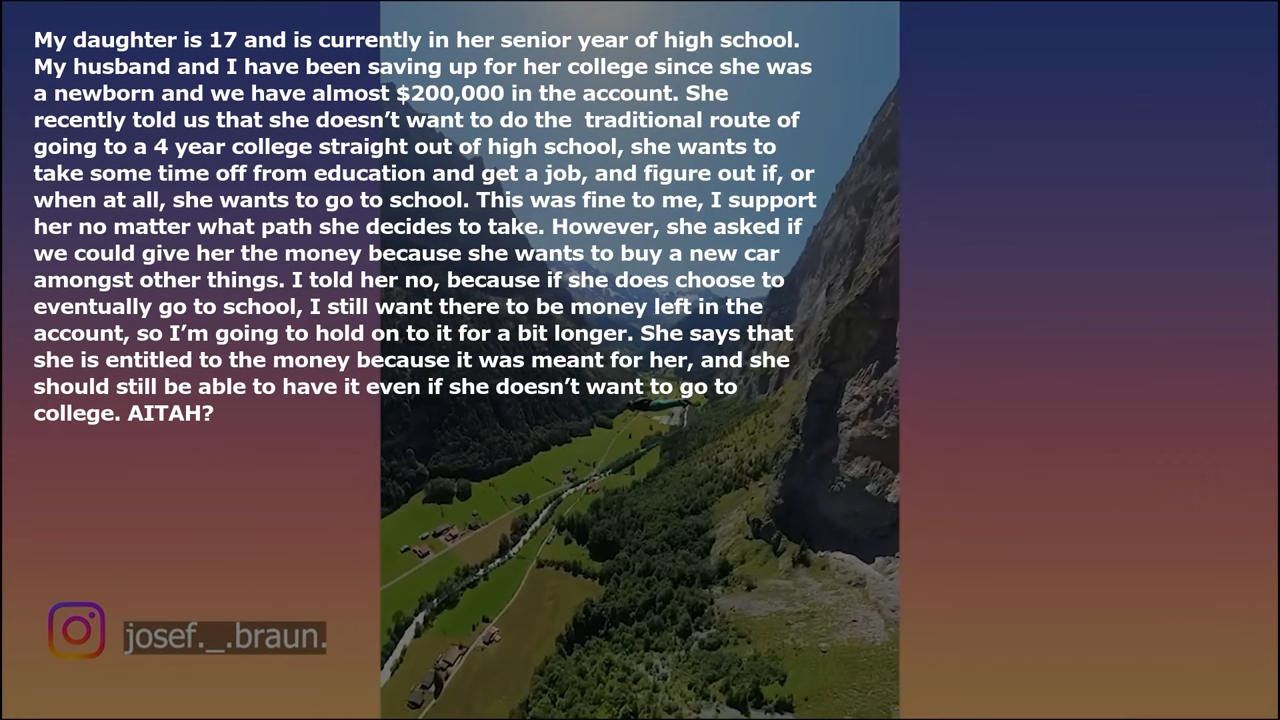 My daughter is 17 and is currently in her senior year of high school.
My husband and I have been saving up for her college since she was
a newborn and we have almost $200,000 in the account. She
recently told us that she doesn’t want to do the  traditional route of
going to a 4 year college straight out of high school, she wants to
take some time off from education and get a job, and figure out if, or
when at all, she wants to go to school. This was fine to me, I support
her no matter what path she decides to take. However, she asked if
we could give her the money because she wants to buy a new car
amongst other things. I told her no, because if she does choose to
eventually go to school, I still want there to be money left in the
account, so I’m going to hold on to it for a bit longer. She says that
she is entitled to the money because it was meant for her, and she
should still be able to have it even if she doesn’t want to go to
college. AITAH?
josef._.braun.